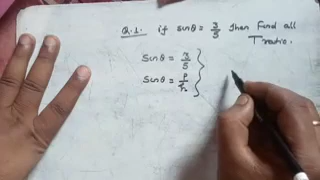 Q.1. if sinθ = 3/5 then find all
T ratio.
sinθ = 3/5
sinθ = P/h